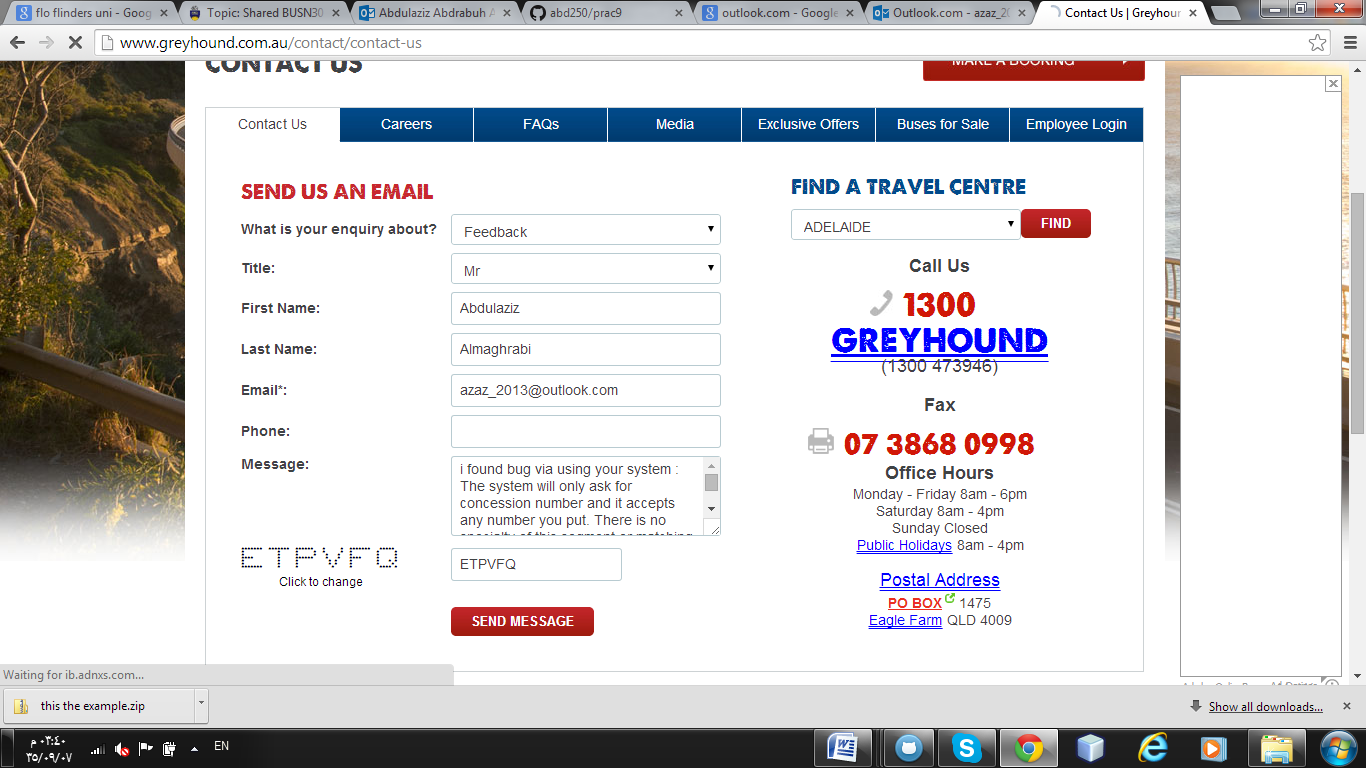 flo flinders uni - Goog
Topic: Shared BUSN30
Abdulaziz Abdrabuh A
abd250/prac9
outlook.com - Google
Outlook.com - azaz_20
Contact Us | Greyhour
www.greyhound.com.au/contact/contact-us
CONTACT US
MAKE A BOOKING
Contact Us
Careers
FAQs
Media
Exclusive Offers
Buses for Sale
Employee Login
SEND US AN EMAIL
What is your enquiry about?
Feedback
Title:
Mr
First Name:
Abdulaziz
Last Name:
Almaghrabi
Email*:
azaz_2013@outlook.com
Phone:
Message:
i found bug via using your system :
The system will only ask for
concession number and it accepts
any number you put. There is no
ETPVFQ
Click to change
ETPVFQ
SEND MESSAGE
FIND A TRAVEL CENTRE
ADELAIDE
FIND
Call Us
1300
GREYHOUND
(1300 473946)
Fax
07 3868 0998
Office Hours
Monday - Friday 8am - 6pm
Saturday 8am - 4pm
Sunday Closed
Public Holidays 8am - 4pm
Postal Address
PO BOX 1475
Eagle Farm QLD 4009
Waiting for ib.adnxs.com...
this the example.zip
Show all downloads...
٠٣:٤٠ م
٣٥/٠٩/٠٧
EN